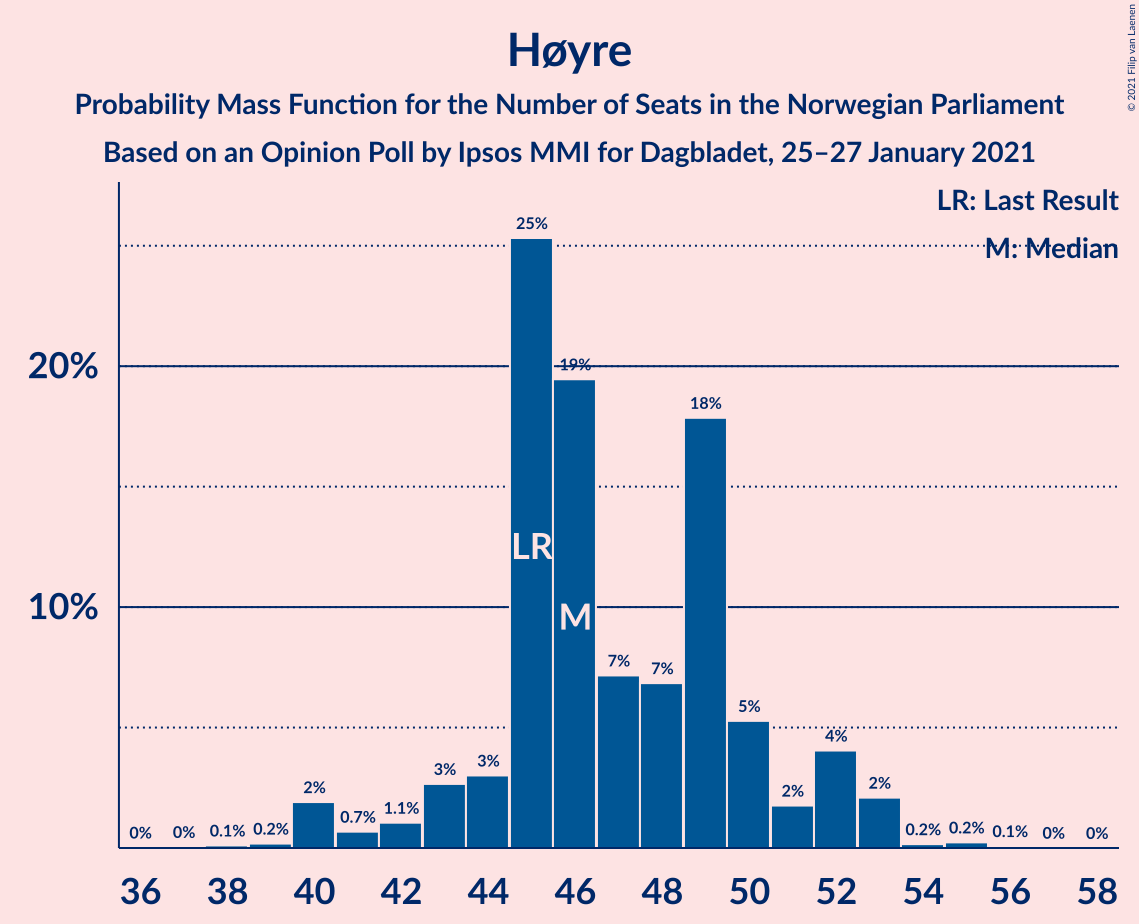 Høyre
Probability Mass Function for the Number of Seats in the Norwegian Parliament
Based on an Opinion Poll by Ipsos MMI for Dagbladet, 25–27 January 2021
© 2021 Filip van Laenen
LR: Last Result
M: Median
20%
10%
0% 0% 0.1% 0.2% 2% 0.7% 1.1% 3% 3% 25% 19% 7% 7% 18% 5% 2% 4% 2% 0.2% 0.2% 0.1% 0% 0%
LR
M
36 38 40 42 44 46 48 50 52 54 56 58